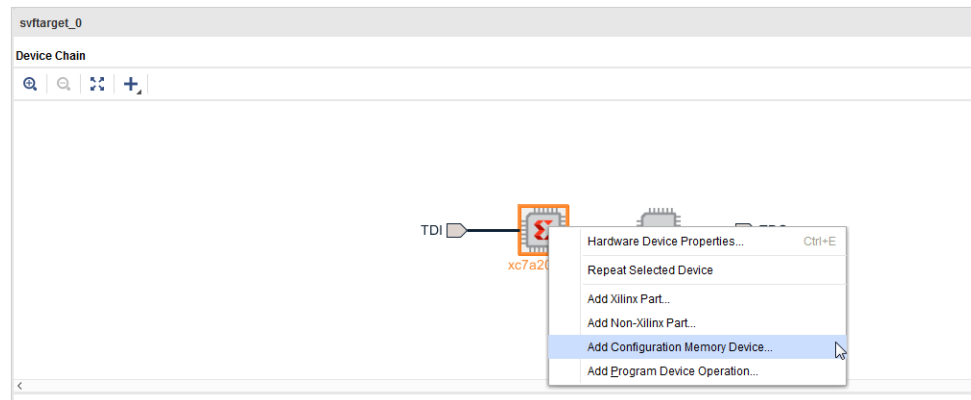 svftarget_0
Device Chain
TDI
Hardware Device Properties... Ctrl+E
Repeat Selected Device
Add Xilinx Part...
Add Non-Xilinx Part...
Add Configuration Memory Device...
Add Program Device Operation...